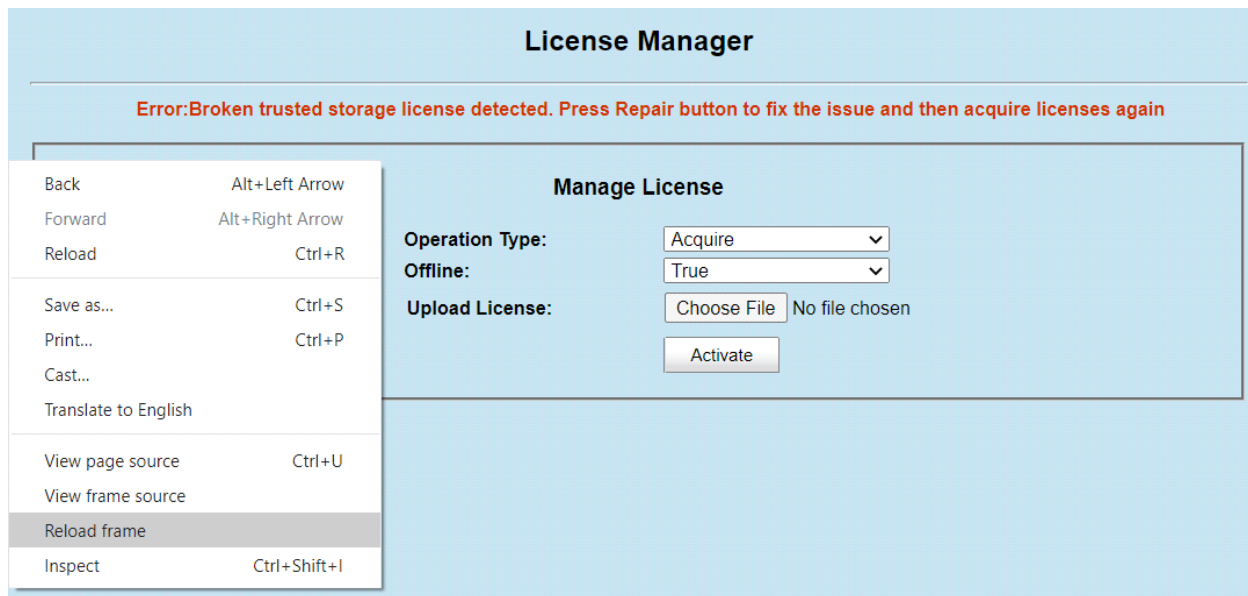 License Manager
Error:Broken trusted storage license detected. Press Repair button to fix the issue and then acquire licenses again
Back Alt+Left Arrow
Forward Alt+Right Arrow
Reload Ctrl+R
Save as... Ctrl+S
Print... Ctrl+P
Cast...
Translate to English
View page source Ctrl+U
View frame source
Reload frame
Inspect Ctrl+Shift+I
Manage License
Operation Type: Acquire
Offline: True
Upload License: Choose File No file chosen
Activate